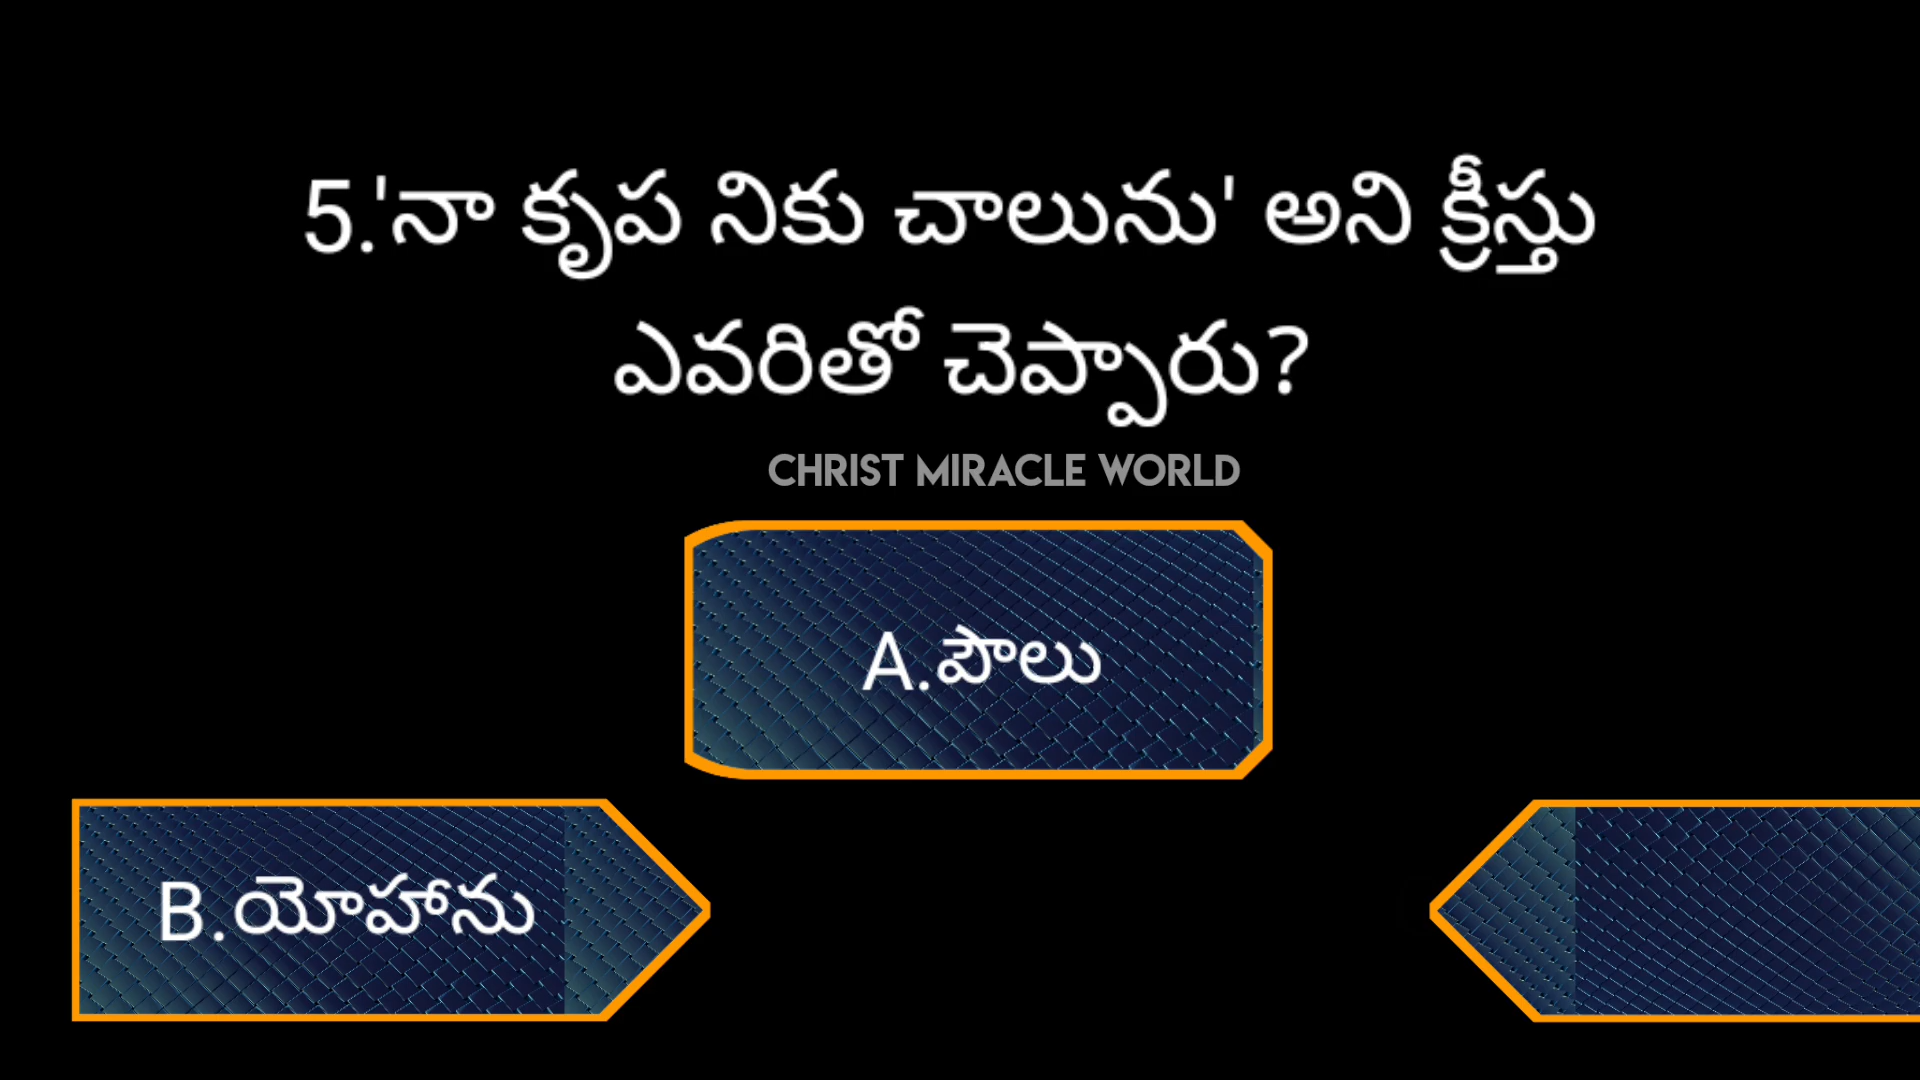 5.'నా కృప నికు చాలును' అని క్రీస్తు
ఎవరితో చెప్పారు?
CHRIST MIRACLE WORLD
A.పౌలు
B.యోహాను